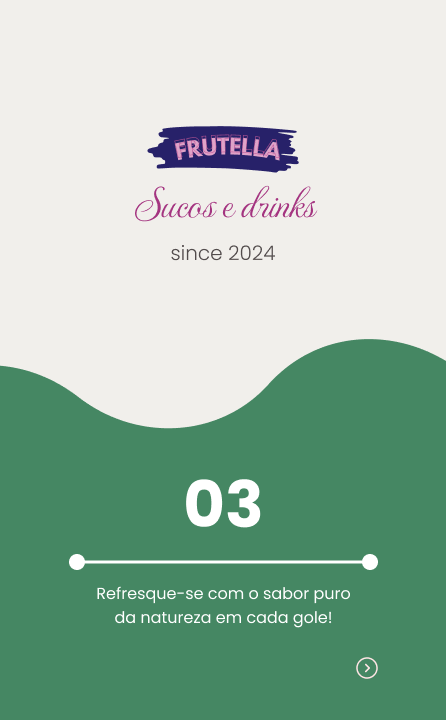 FRUTELLA
Sucos e drinks
since 2024
03
Refresque-se com o sabor puro
da natureza em cada gole!